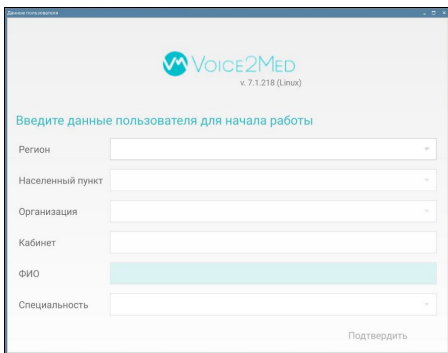 Данные пользователя
VOICE2MED
v. 7.1.218 (Linux)
Введите данные пользователя для начала работы
Регион
Населенный пункт
Организация
Кабинет
ФИО
Специальность
Подтвердить